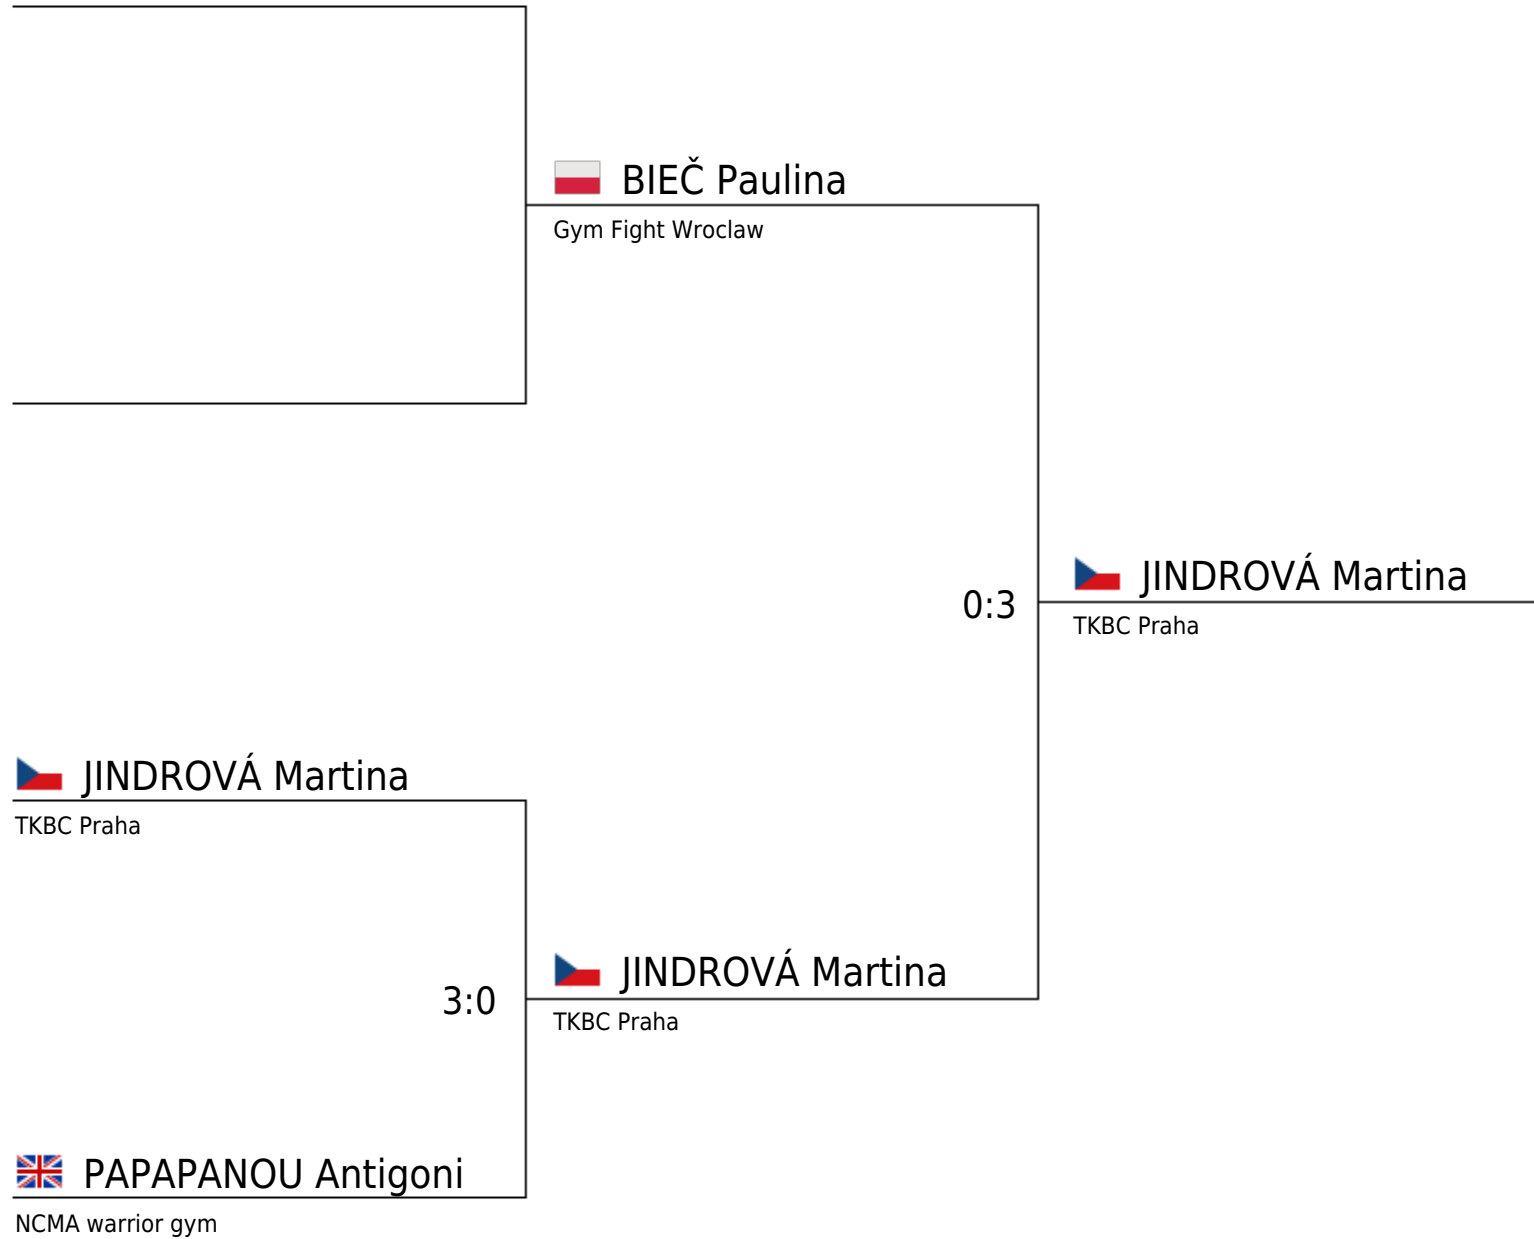 BIEČ Paulina
Gym Fight Wroclaw
JINDROVÁ Martina
0:3
TKBC Praha
JINDROVÁ Martina
TKBC Praha
JINDROVÁ Martina
3:0
TKBC Praha
PAPAPANOU Antigoni
NCMA warrior gym